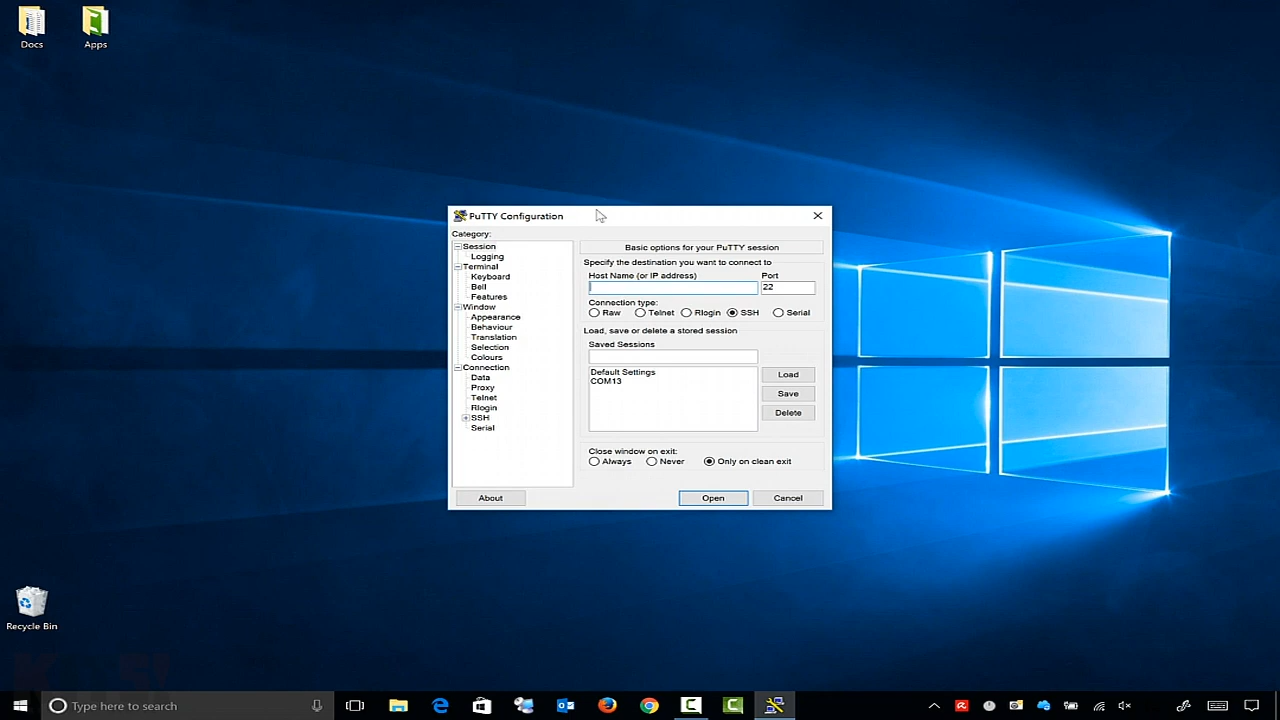 Docs
Apps
PuTTY Configuration
Category:
Session
Logging
Terminal
Keyboard
Bell
Features
Window
Appearance
Behaviour
Translation
Selection
Colours
Connection
Data
Proxy
Telnet
Rlogin
SSH
Serial
Basic options for your PuTTY session
Specify the destination you want to connect to
Host Name (or IP address) Port
22
Connection type:
Raw Telnet Rlogin SSH Serial
Load, save or delete a stored session
Saved Sessions
Default Settings
COM13
Load
Save
Delete
Close window on exit:
Always Never Only on clean exit
About Open Cancel
Recycle Bin
Type here to search